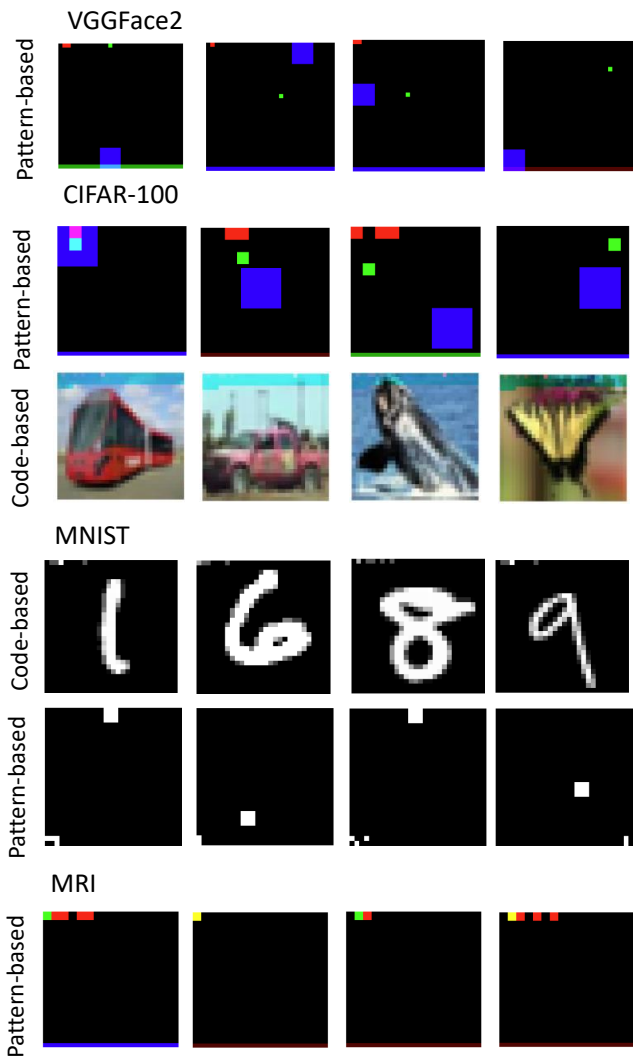 VGGFace2
Pattern-based
CIFAR-100
Pattern-based
Code-based
MNIST
Code-based
Pattern-based
MRI
Pattern-based